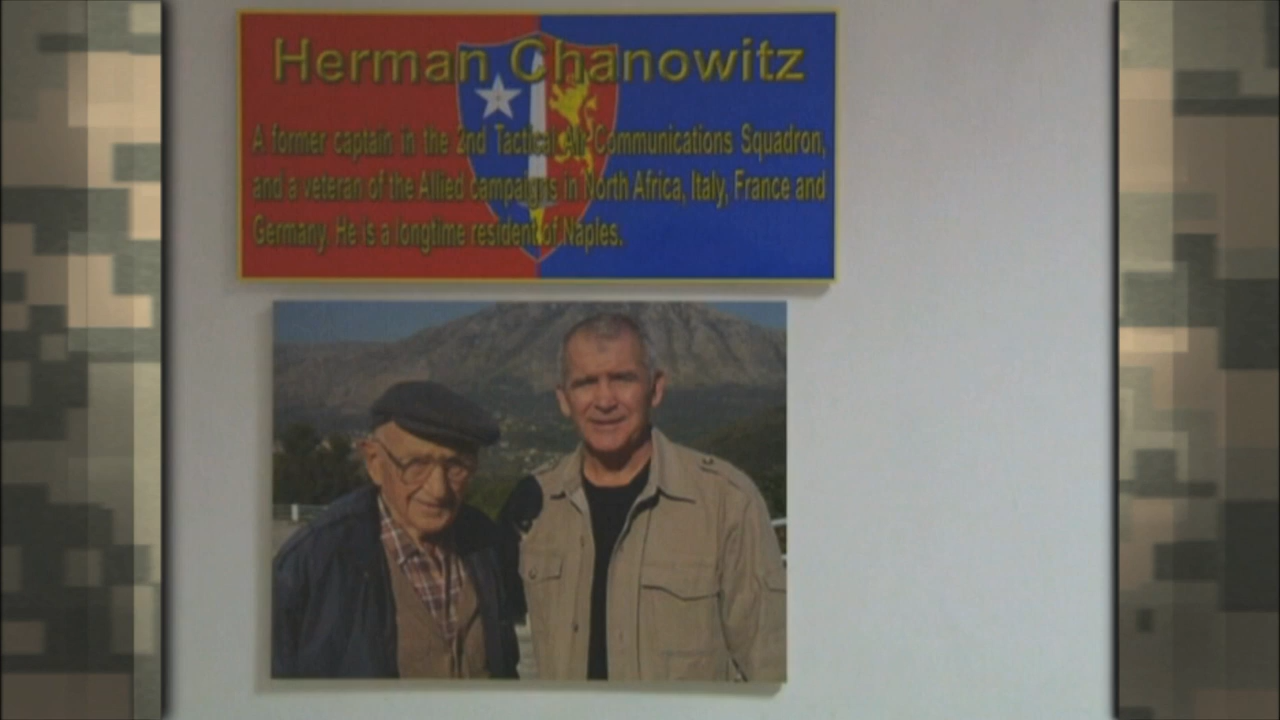 Herman Chanowitz
A former captain in the 2nd Tactical Air Communications Squadron,
and a veteran of the Allied campaigns in North Africa, Italy, France and
Germany. He is a longtime resident of Naples.